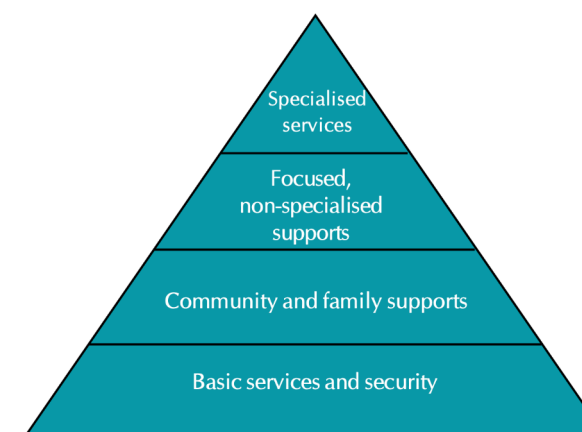 Specialised
services
Focused,
non-specialised
supports
Community and family supports
Basic services and security